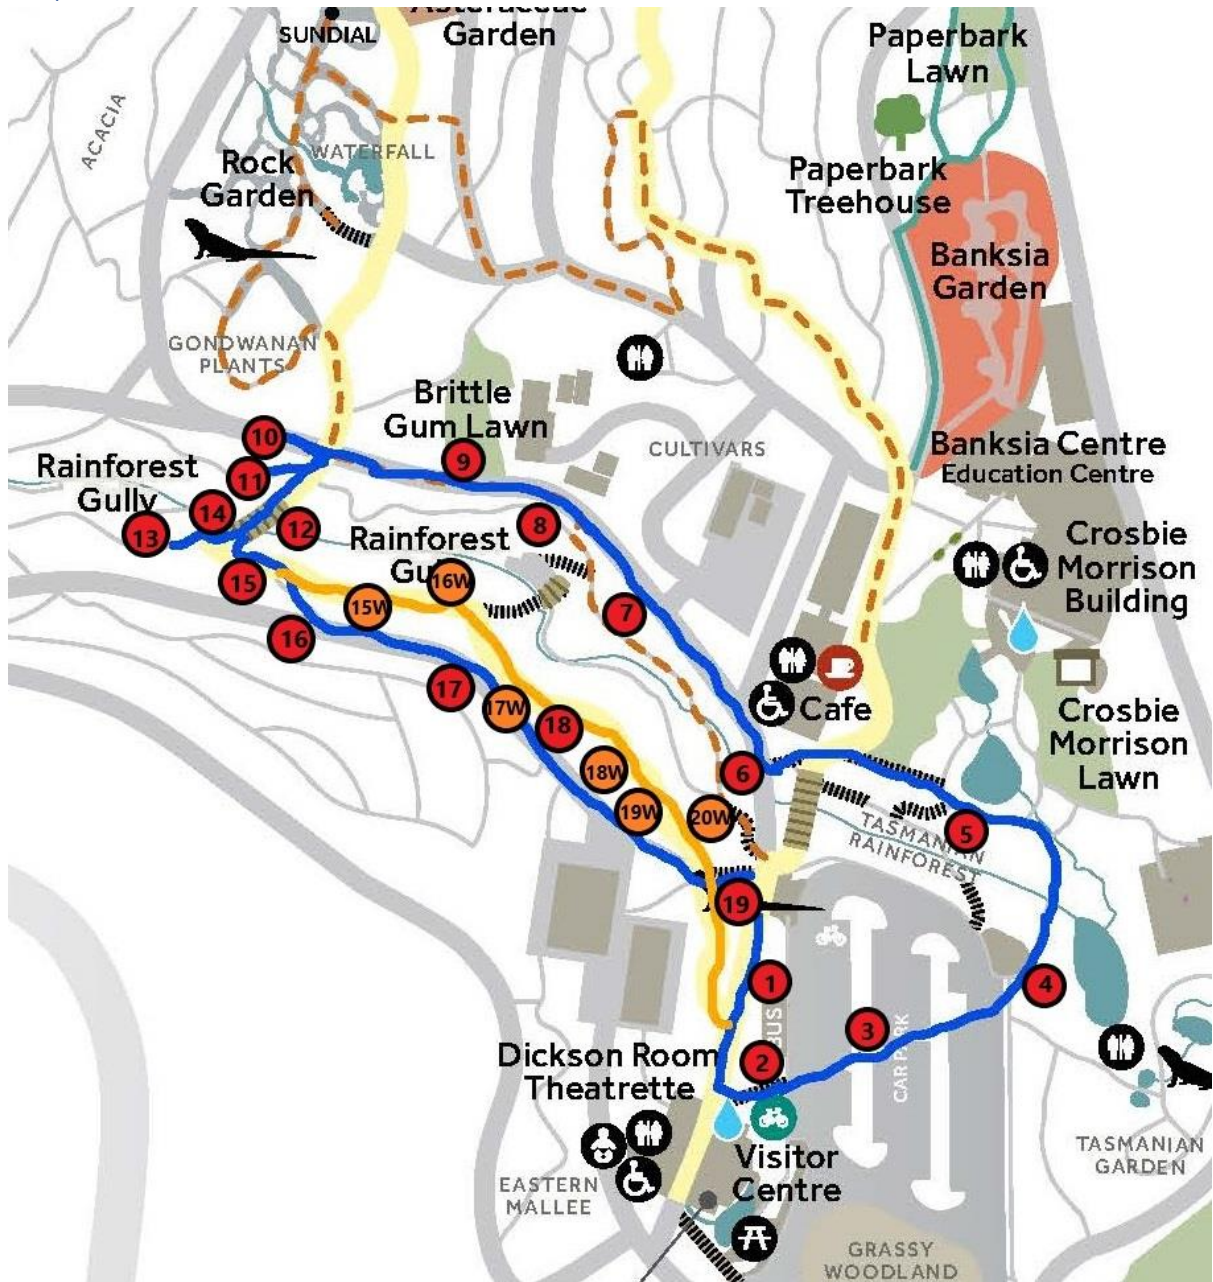 Asteraceae
Garden
SUNDIAL
Paperbark
Lawn
ACACIA
WATERFALL
Rock
Garden
Paperbark
Treehouse
Banksia
Garden
GONDWANAN
PLANTS
Brittle
Gum Lawn
CULTIVARS
Banksia Centre
Education Centre
10
9
11
Rainforest
Gully
14
13
12
8
Rainforest
Gu
16W
15
15W
7
16
Crosbie
Morrison
Building
17
17W
18
Cafe
Crosbie
Morrison
Lawn
18W
6
19W
20W
5
TASMANIAN
RAINFOREST
19
1
4
BUS
3
CAR PARK
2
Dickson Room
Theatrette
Visitor
Centre
EASTERN
MALLEE
TASMANIAN
GARDEN
GRASSY
WOODLAND